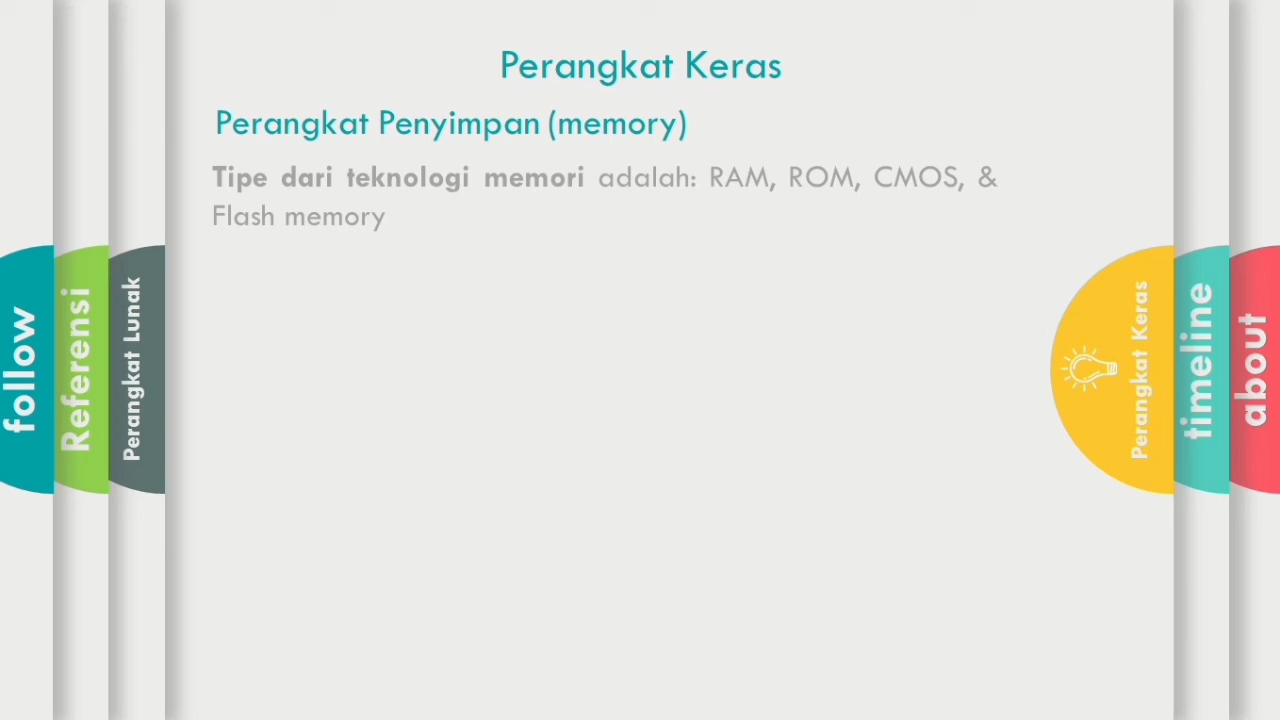 Perangkat Keras
Perangkat Penyimpan (memory)
Tipe dari teknologi memori adalah: RAM, ROM, CMOS, &
Flash memory
follow
Referensi
Perangkat Lunak
Perangkat Keras
timeline
about